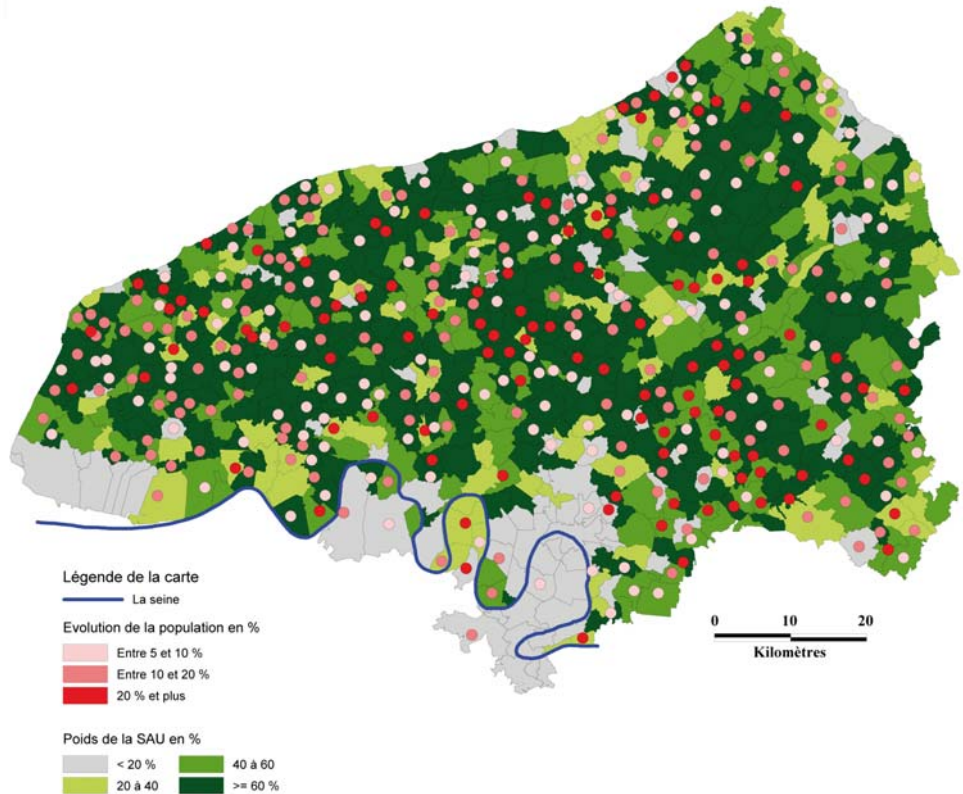 Légende de la carte
La seine
Evolution de la population en %
Entre 5 et 10 %
Entre 10 et 20 %
20 % et plus
0 10 20
Kilomètres
Poids de la SAU en %
< 20 % 40 à 60
20 à 40 >= 60 %